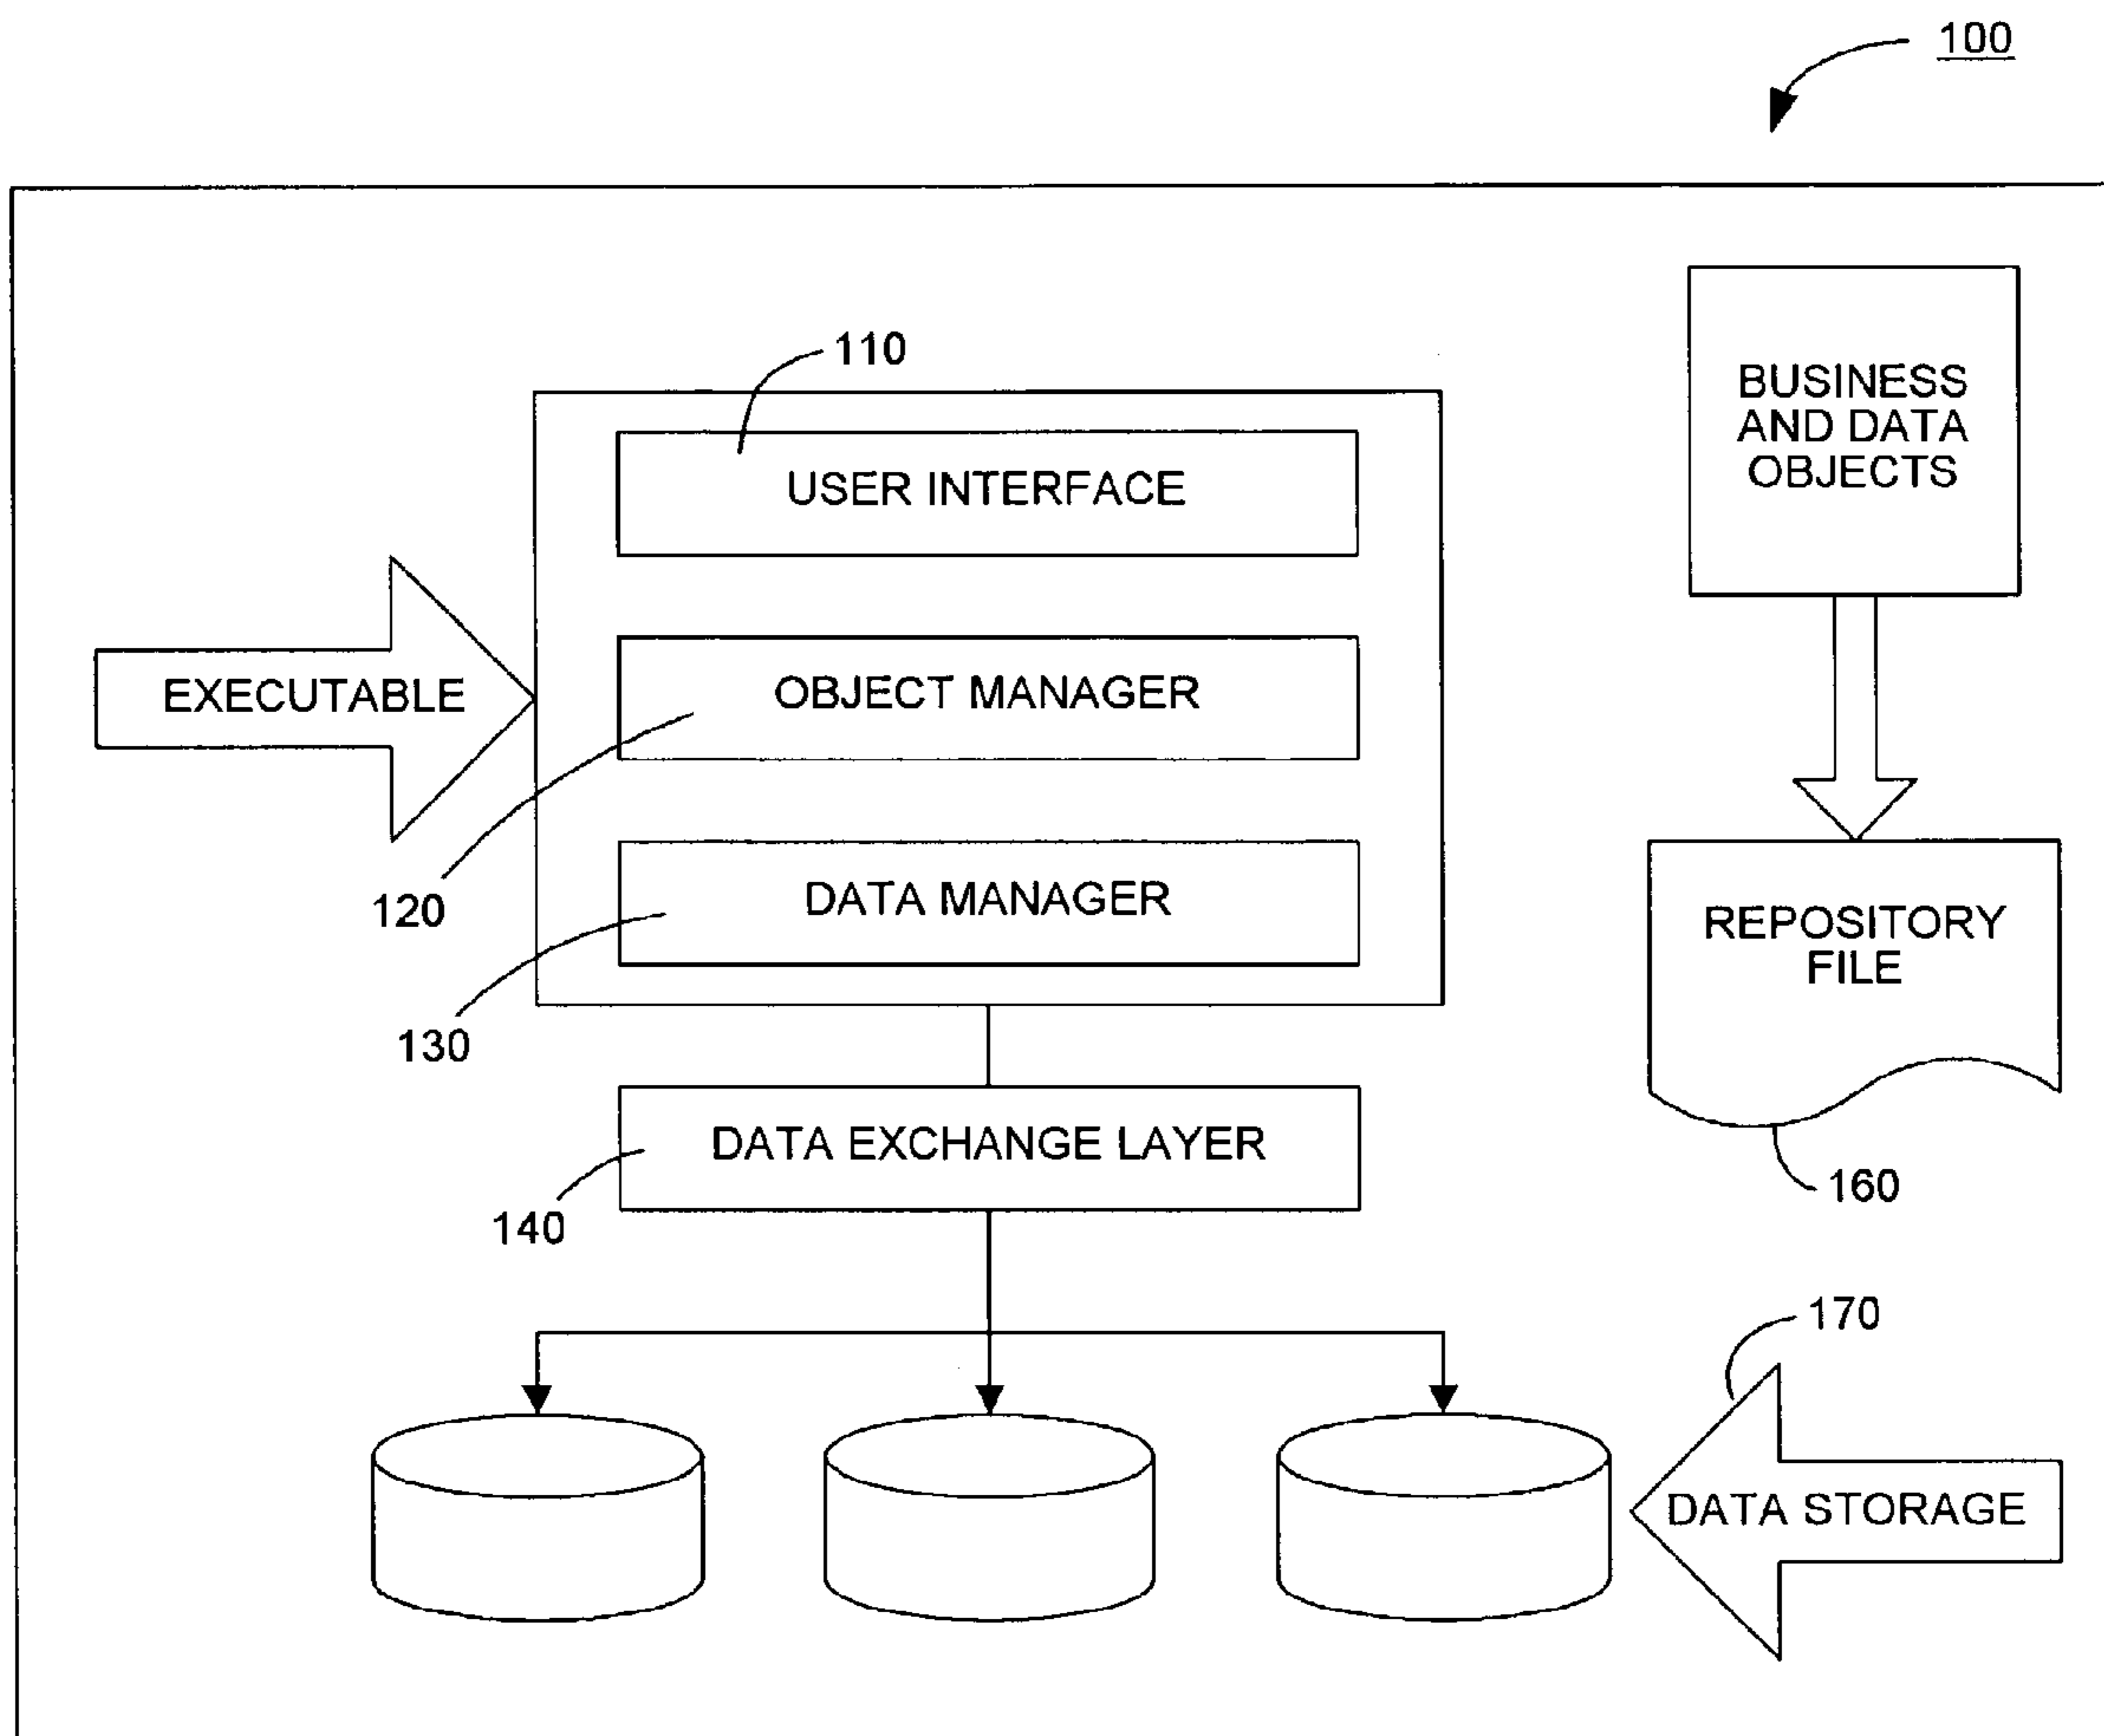 100
110
USER INTERFACE
BUSINESS
AND DATA
OBJECTS
EXECUTABLE
OBJECT MANAGER
120
DATA MANAGER
130
REPOSITORY
FILE
160
DATA EXCHANGE LAYER
140
170
DATA STORAGE